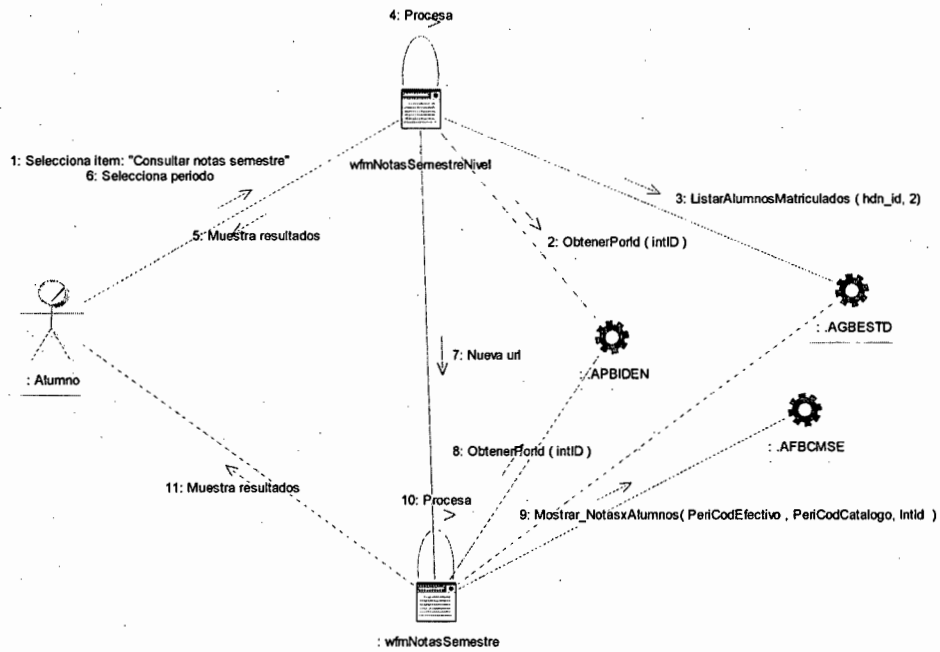 4: Procesa
wfmNotasSemestreNivel
1: Selecciona item: "Consultar notas semestre"
6: Selecciona periodo
3: ListarAlumnosMatriculados ( hdn_id, 2)
5: Muestra resultados
2: ObtenerPorId ( intID )
: .AGBESTD
7: Nueva url
: .APBIDEN
: Alumno
: .AFBCMSE
8: ObtenerPorId ( intID )
11: Muestra resultados
10: Procesa
9: Mostrar_NotasxAlumnos( PeriCodEfectivo , PeriCodCatalogo, IntId )
: wfmNotasSemestre